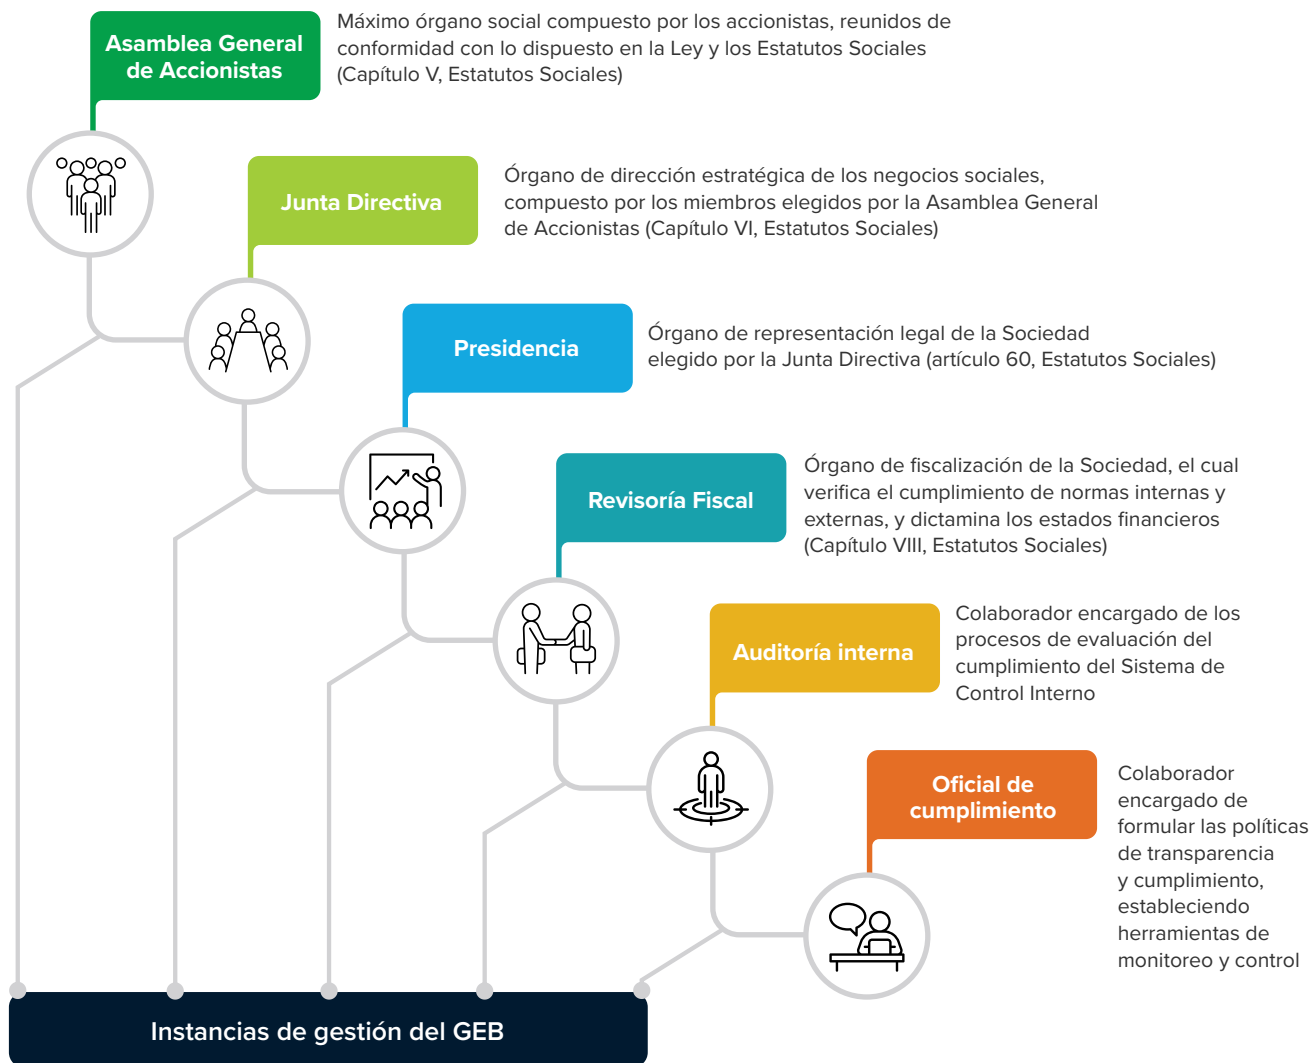 Asamblea General
de Accionistas
Máximo órgano social compuesto por los accionistas, reunidos de
conformidad con lo dispuesto en la Ley y los Estatutos Sociales
(Capítulo V, Estatutos Sociales)
Junta Directiva
Órgano de dirección estratégica de los negocios sociales,
compuesto por los miembros elegidos por la Asamblea General
de Accionistas (Capítulo VI, Estatutos Sociales)
Presidencia
Órgano de representación legal de la Sociedad
elegido por la Junta Directiva (artículo 60, Estatutos Sociales)
Revisoría Fiscal
Órgano de fiscalización de la Sociedad, el cual
verifica el cumplimiento de normas internas y
externas, y dictamina los estados financieros
(Capítulo VIII, Estatutos Sociales)
Auditoría interna
Colaborador encargado de los
procesos de evaluación del
cumplimiento del Sistema de
Control Interno
Oficial de
cumplimiento
Colaborador
encargado de
formular las políticas
de transparencia
y cumplimiento,
estableciendo
herramientas de
monitoreo y control
Instancias de gestión del GEB